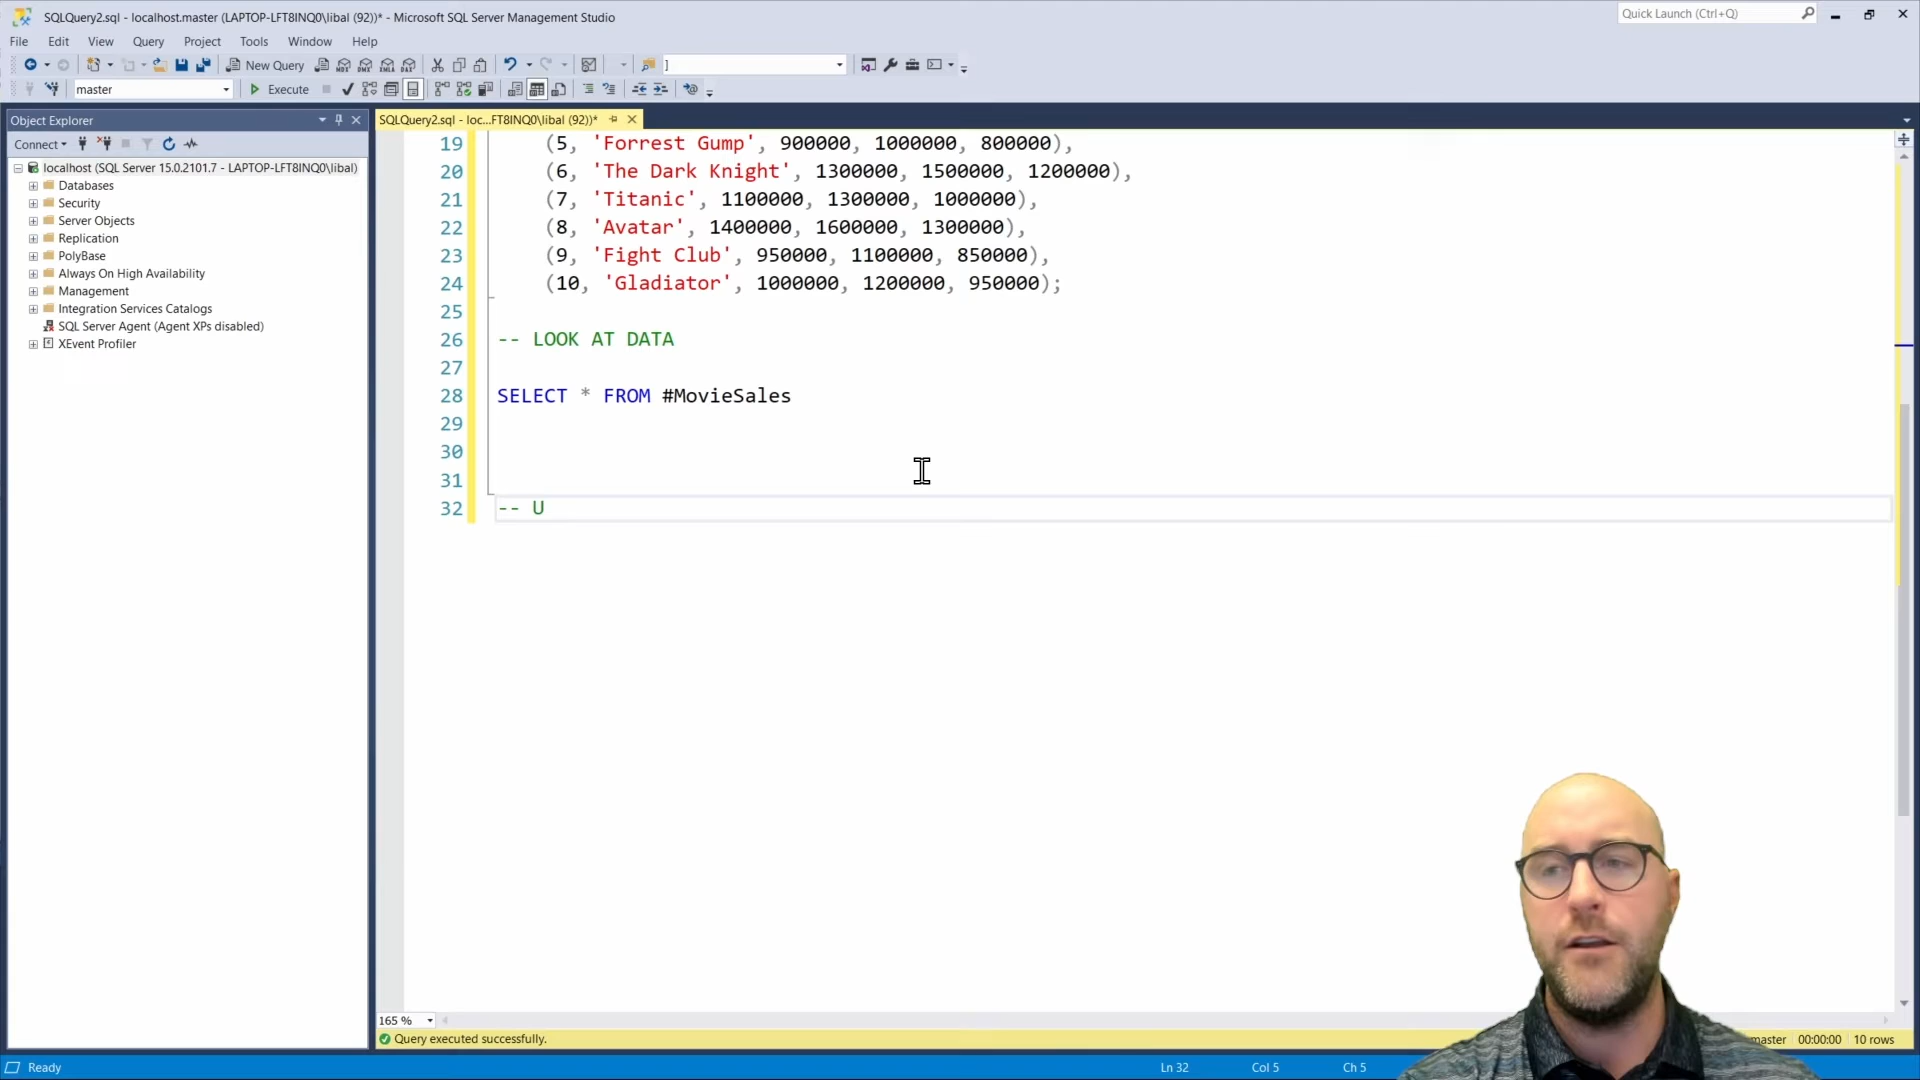 SQLQuery2.sql - localhost.master (LAPTOP-LFT8INQ0\libal (92))* - Microsoft SQL Server Management Studio
Quick Launch (Ctrl+Q)
File Edit View Query Project Tools Window Help
New Query MDX DMX XMLA DAX ]
master Execute
Object Explorer
SQLQuery2.sql - loc...FT8INQ0\libal (92))*
Connect
localhost (SQL Server 15.0.2101.7 - LAPTOP-LFT8INQ0\libal)
Databases
Security
Server Objects
Replication
PolyBase
Always On High Availability
Management
Integration Services Catalogs
SQL Server Agent (Agent XPs disabled)
XEvent Profiler
19 (5, 'Forrest Gump', 900000, 1000000, 800000),
20 (6, 'The Dark Knight', 1300000, 1500000, 1200000),
21 (7, 'Titanic', 1100000, 1300000, 1000000),
22 (8, 'Avatar', 1400000, 1600000, 1300000),
23 (9, 'Fight Club', 950000, 1100000, 850000),
24 (10, 'Gladiator', 1000000, 1200000, 950000);
25
26 -- LOOK AT DATA
27
28 SELECT * FROM #MovieSales
29
30
31
32 -- U
165 %
Query executed successfully. master 00:00:00 10 rows
Ready Ln 32 Col 5 Ch 5